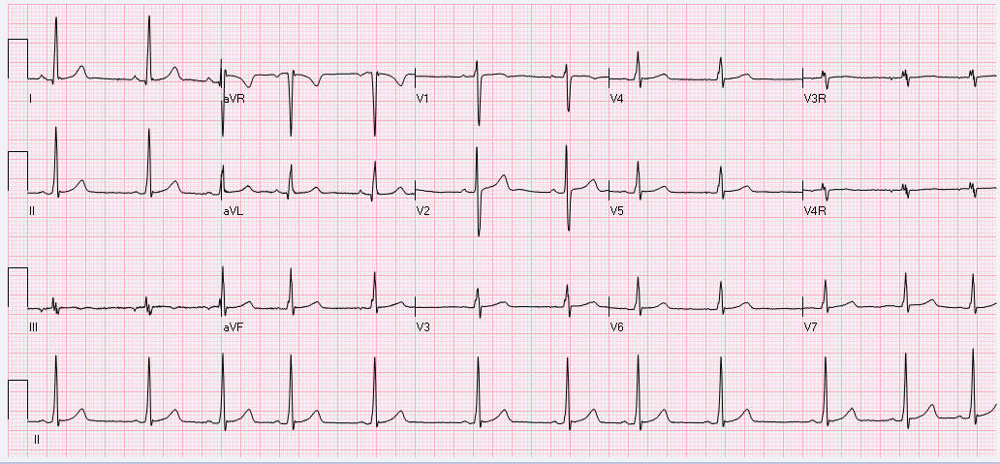 I aVR V1 V4 V3R
II aVL V2 V5 V4R
III aVF V3 V6 V7
II